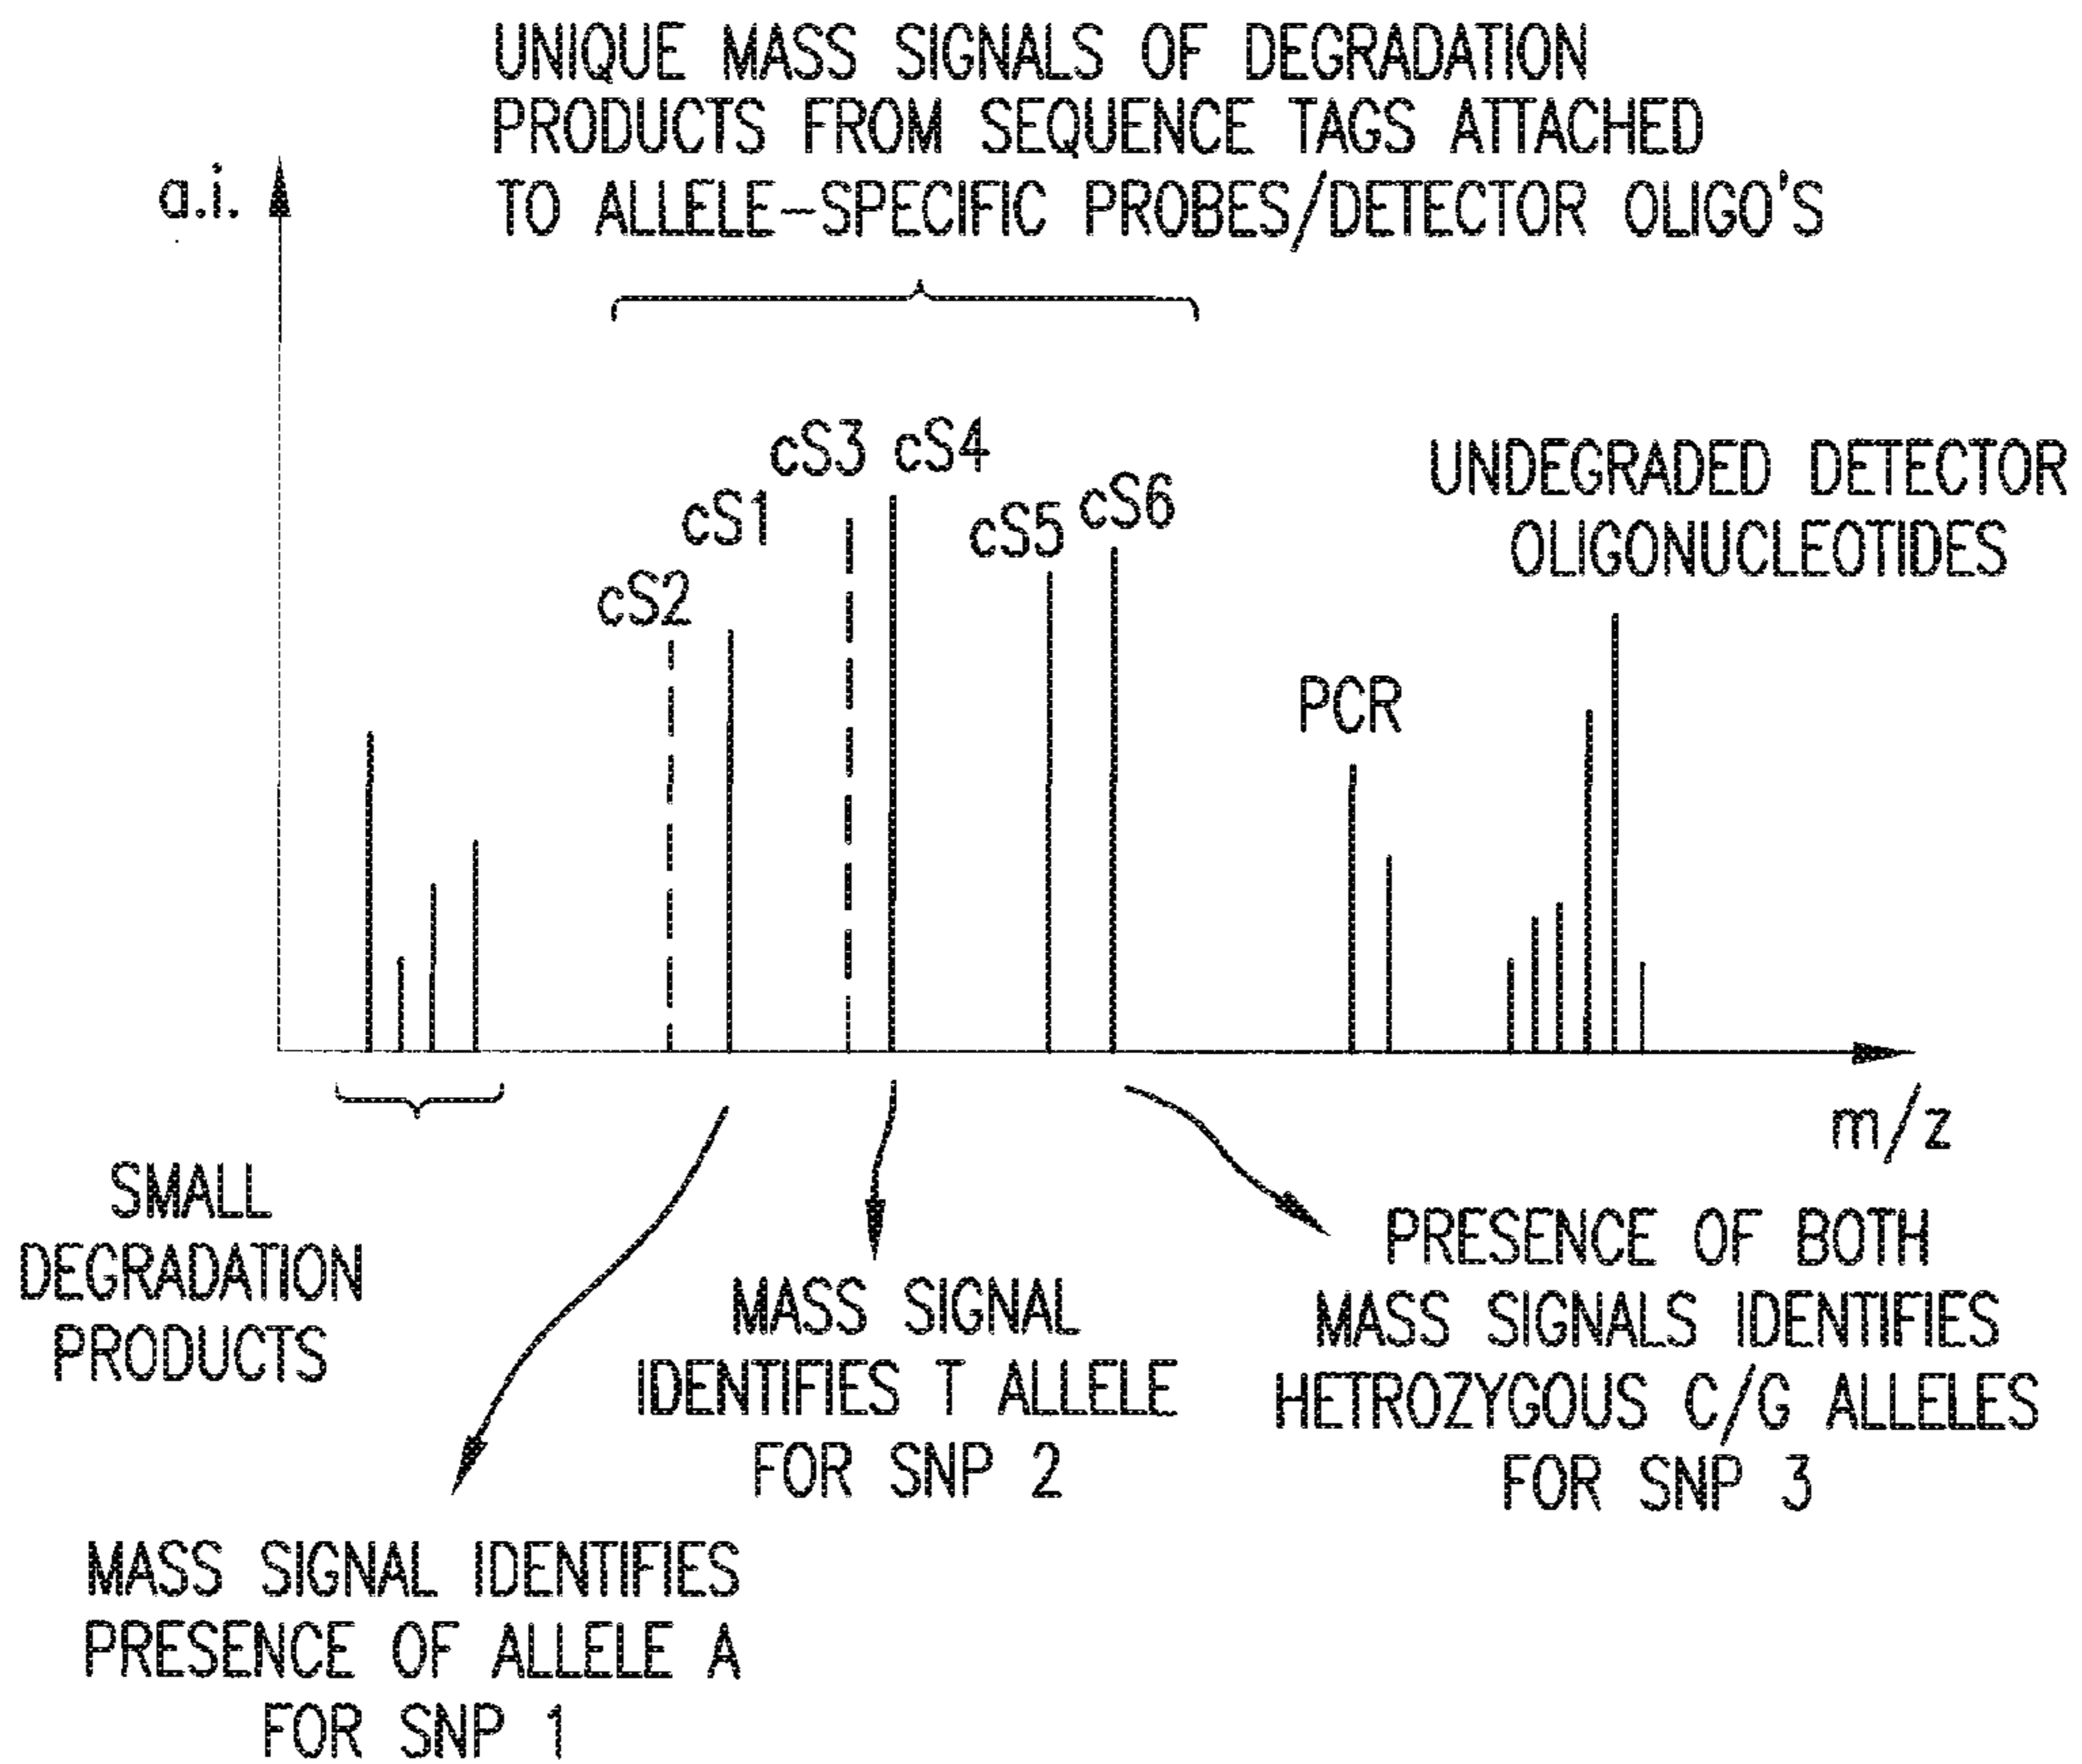 UNIQUE MASS SIGNALS OF DEGRADATION
PRODUCTS FROM SEQUENCE TAGS ATTACHED
TO ALLELE-SPECIFIC PROBES/DETECTOR OLIGO'S
a.i.
cS3 cS4
cS1
cS5 cS6
cS2
UNDEGRADED DETECTOR
OLIGONUCLEOTIDES
PCR
m/z
SMALL
DEGRADATION
PRODUCTS
MASS SIGNAL
IDENTIFIES T ALLELE
FOR SNP 2
PRESENCE OF BOTH
MASS SIGNALS IDENTIFIES
HETROZYGOUS C/G ALLELES
FOR SNP 3
MASS SIGNAL IDENTIFIES
PRESENCE OF ALLELE A
FOR SNP 1